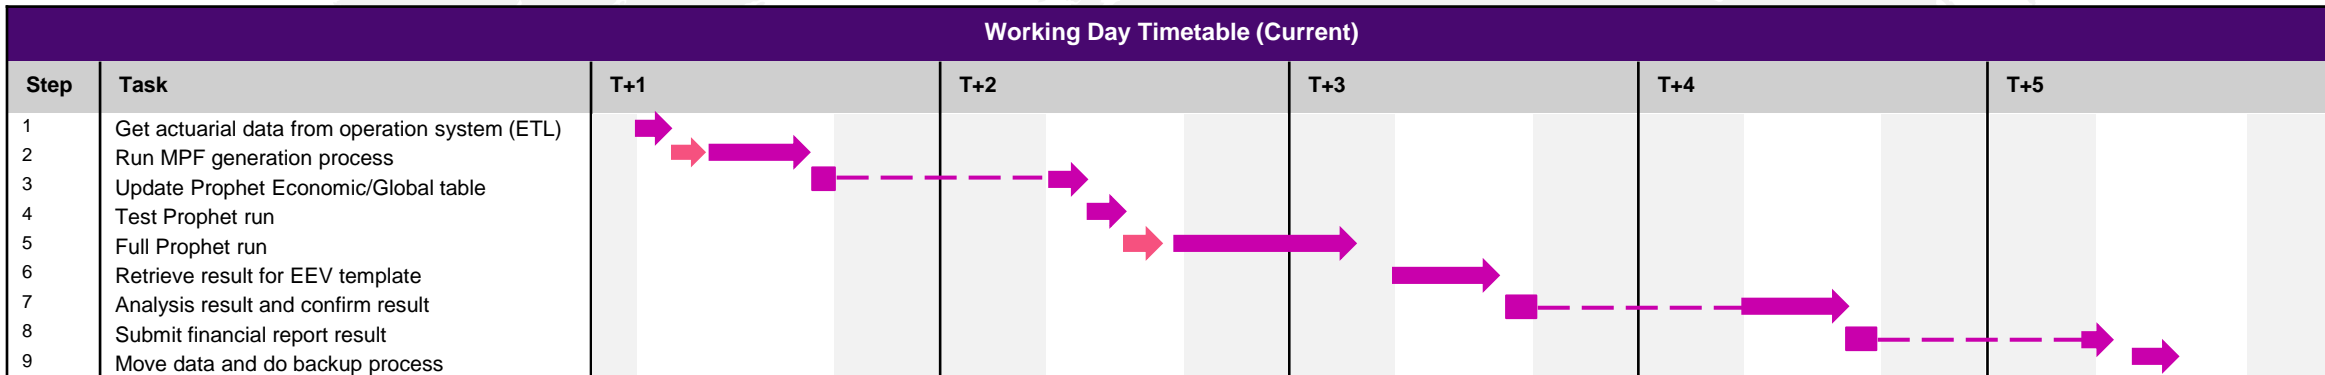 Working Day Timetable (Current)
Step Task T+1 T+2 T+3 T+4 T+5
1 Get actuarial data from operation system (ETL)
2 Run MPF generation process
3 Update Prophet Economic/Global table
4 Test Prophet run
5 Full Prophet run
6 Retrieve result for EEV template
7 Analysis result and confirm result
8 Submit financial report result
9 Move data and do backup process